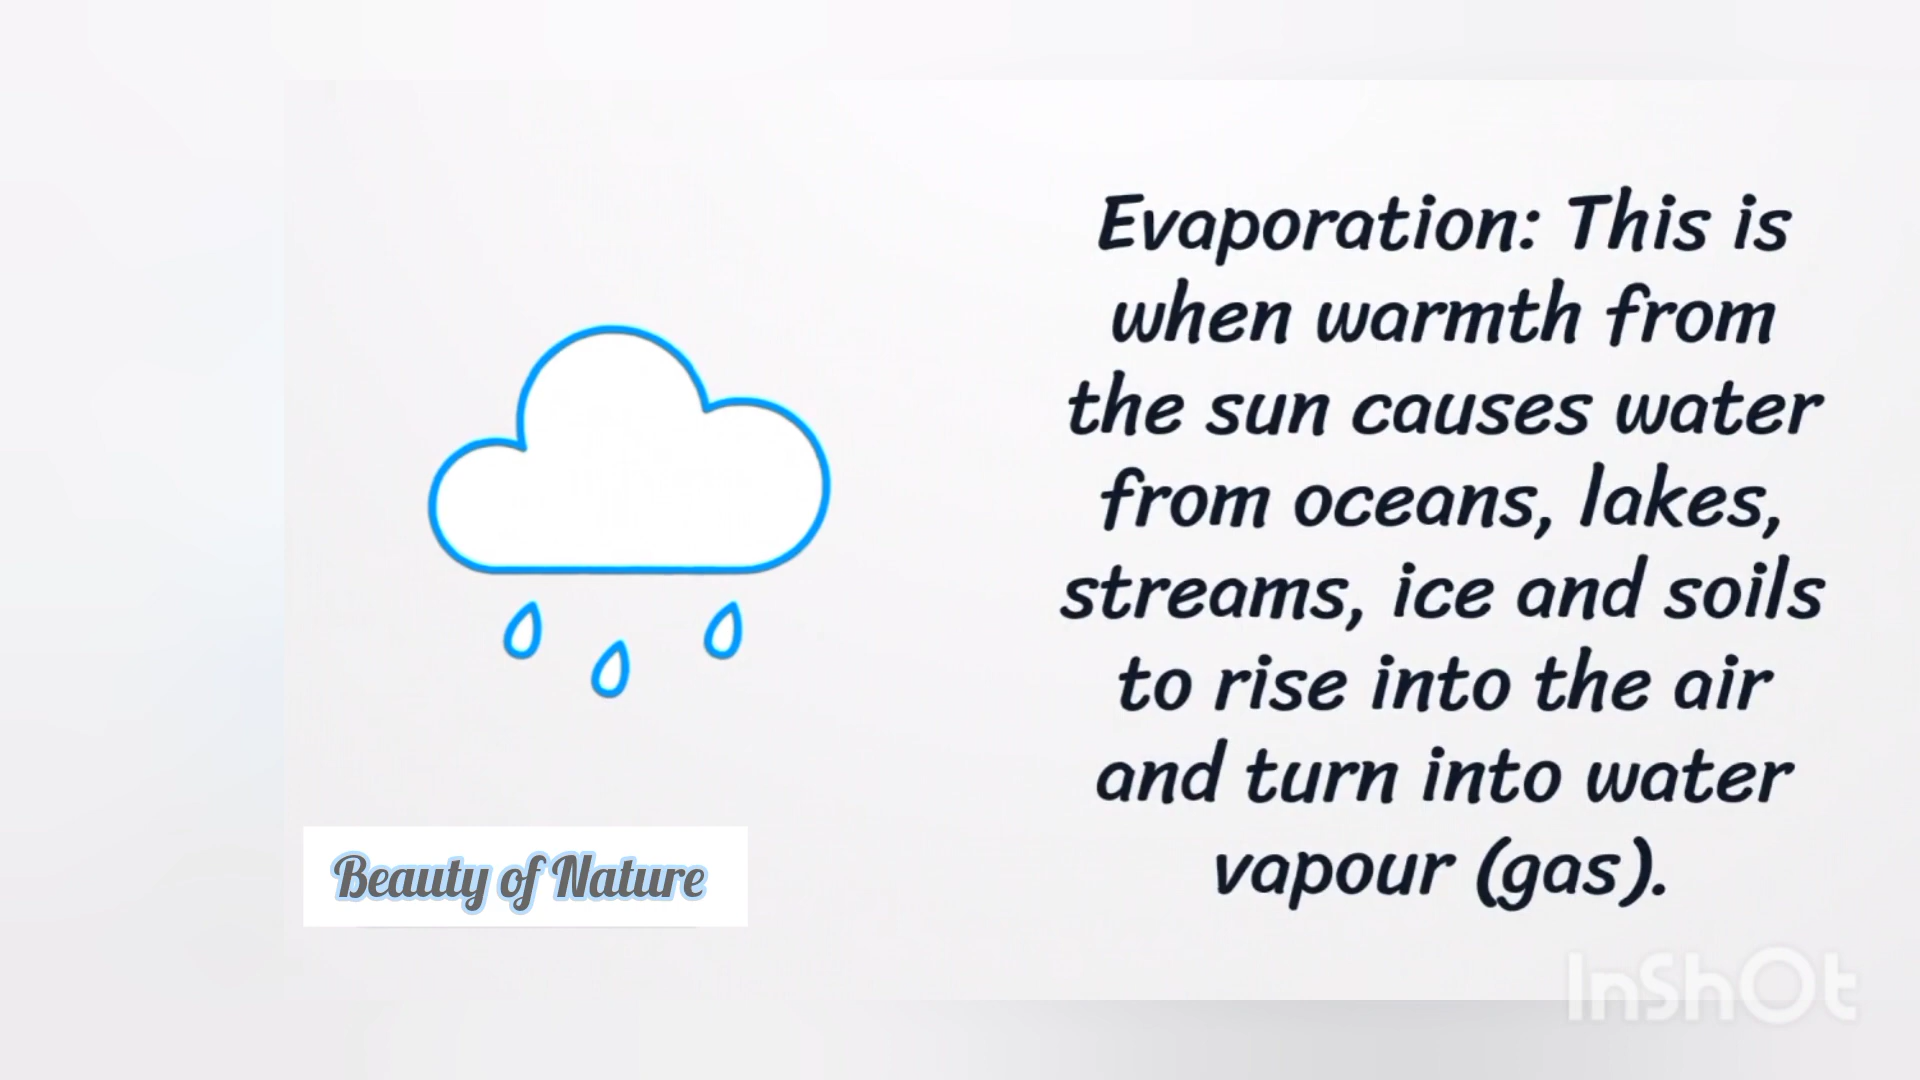 Evaporation: This is
when warmth from
the sun causes water
from oceans, lakes,
streams, ice and soils
to rise into the air
and turn into water
vapour (gas).
Beauty of Nature
InShOt